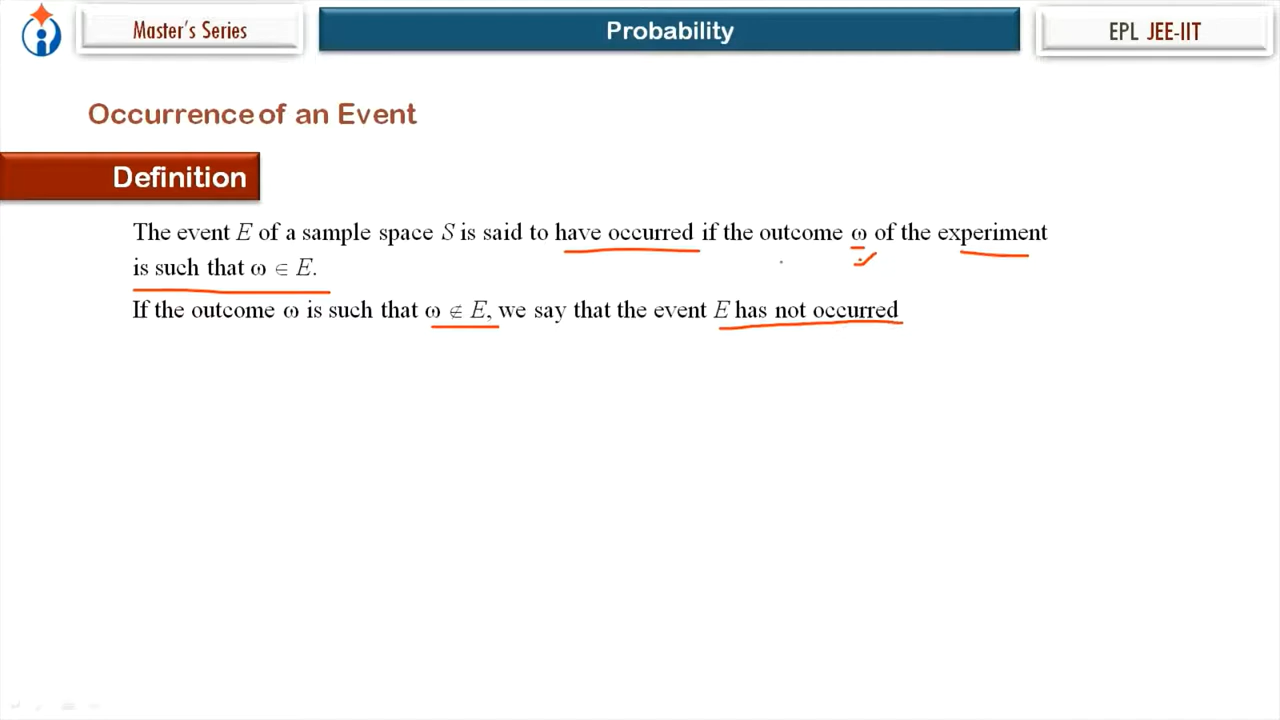 Master's Series
Probability
EPL JEE-IIT
Occurrence of an Event
Definition
The event E of a sample space S is said to have occurred if the outcome ω of the experiment
is such that ω ∈ E.
If the outcome ω is such that ω ∉ E, we say that the event E has not occurred